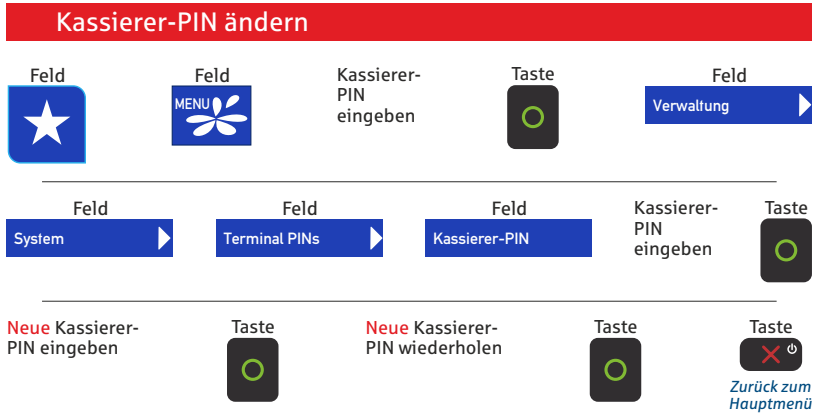 Kassierer-PIN ändern
Feld
MENU
Feld
Kassierer-
PIN
eingeben
Taste
Feld
Verwaltung
Feld
System
Feld
Terminal PINs
Feld
Kassierer-PIN
Kassierer-
PIN
eingeben
Taste
Neue Kassierer-
PIN eingeben
Taste
Neue Kassierer-
PIN wiederholen
Taste
Taste
Zurück zum
Hauptmenü